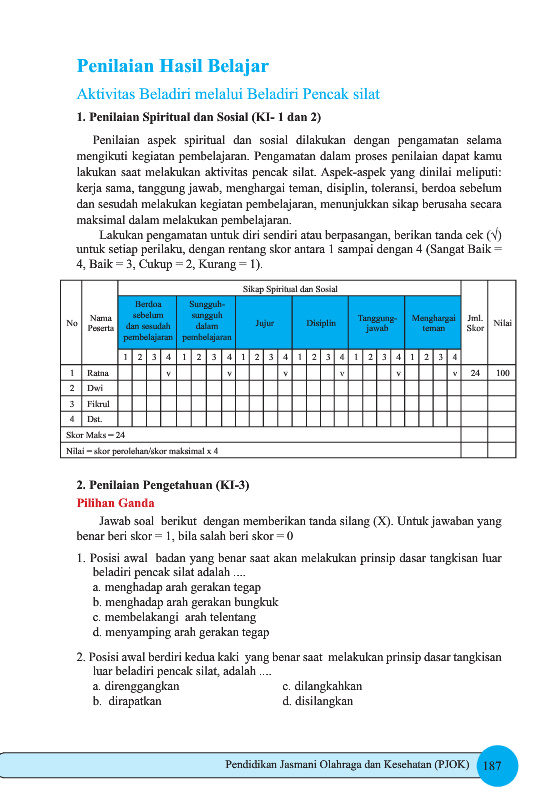 Penilaian Hasil Belajar
Aktivitas Beladiri melalui Beladiri Pencak silat
1. Penilaian Spiritual dan Sosial (KI- 1 dan 2)
Penilaian aspek spiritual dan sosial dilakukan dengan pengamatan selama
mengikuti kegiatan pembelajaran. Pengamatan dalam proses penilaian dapat kamu
lakukan saat melakukan aktivitas pencak silat. Aspek-aspek yang dinilai meliputi:
kerja sama, tanggung jawab, menghargai teman, disiplin, toleransi, berdoa sebelum
dan sesudah melakukan kegiatan pembelajaran, menunjukkan sikap berusaha secara
maksimal dalam melakukan pembelajaran.
Lakukan pengamatan untuk diri sendiri atau berpasangan, berikan tanda cek (√)
untuk setiap perilaku, dengan rentang skor antara 1 sampai dengan 4 (Sangat Baik =
4, Baik = 3, Cukup = 2, Kurang = 1).
Sikap Spiritual dan Sosial
No
Nama
Peserta
Berdoa
sebelum
dan sesudah
pembelajaran
Sungguh-
sungguh
dalam
pembelajaran
Jujur
Disiplin
Tanggung-
jawab
Menghargai
teman
Jml.
Skor
Nilai
1 2 3 4 1 2 3 4 1 2 3 4 1 2 3 4 1 2 3 4 1 2 3 4
1 Ratna v v v v v v 24 100
2 Dwi
3 Fikrul
4 Dst.
Skor Maks = 24
Nilai = skor perolehan/skor maksimal x 4
2. Penilaian Pengetahuan (KI-3)
Pilihan Ganda
Jawab soal berikut dengan memberikan tanda silang (X). Untuk jawaban yang
benar beri skor = 1, bila salah beri skor = 0
1. Posisi awal badan yang benar saat akan melakukan prinsip dasar tangkisan luar
beladiri pencak silat adalah ....
a. menghadap arah gerakan tegap
b. menghadap arah gerakan bungkuk
c. membelakangi arah telentang
d. menyamping arah gerakan tegap
2. Posisi awal berdiri kedua kaki yang benar saat melakukan prinsip dasar tangkisan
luar beladiri pencak silat, adalah ....
a. direnggangkan c. dilangkahkan
b. dirapatkan d. disilangkan
Pendidikan Jasmani Olahraga dan Kesehatan (PJOK) 187